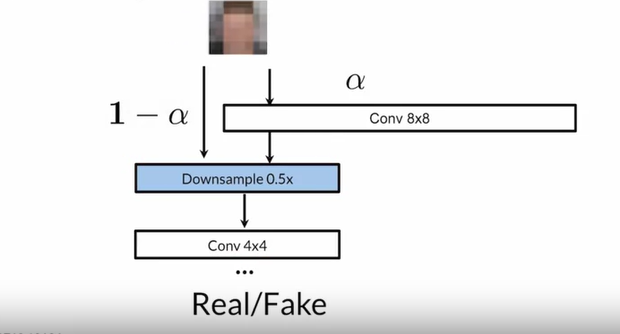 α
Conv 8x8
1 − α
Downsample 0.5x
Conv 4x4
...
Real/Fake